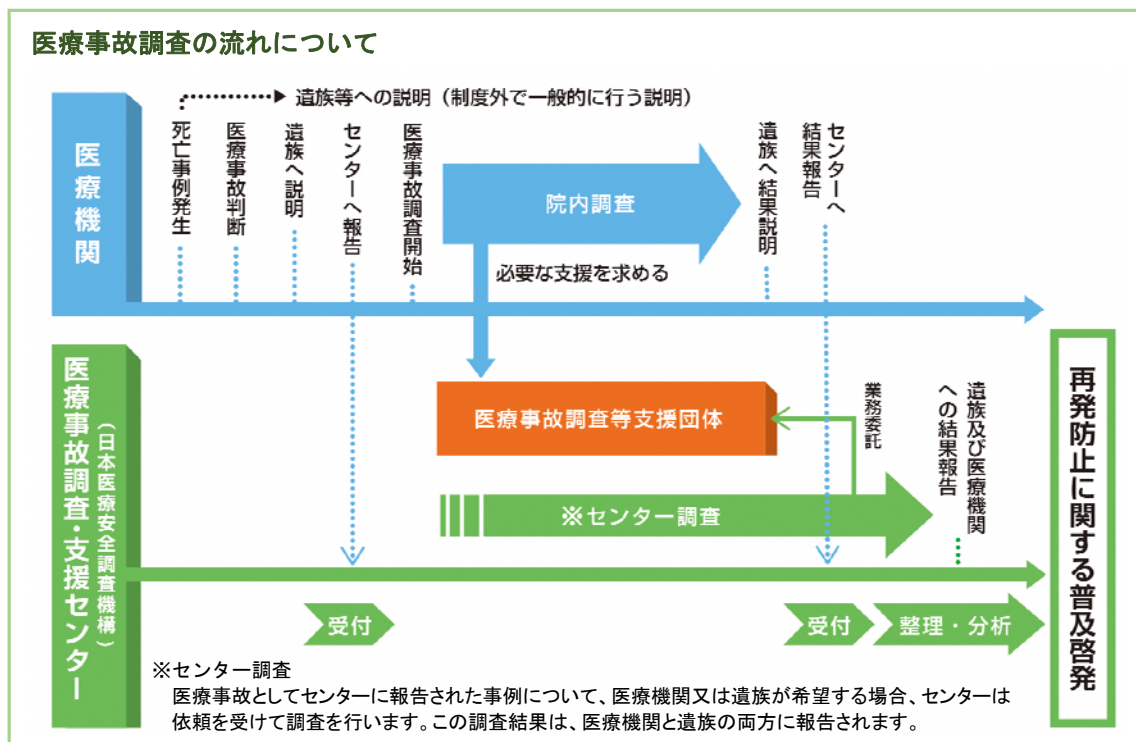 医療事故調査の流れについて
遺族等への説明（制度外で一般的に行う説明）
医療機関
死亡事例発生
医療事故判断
遺族へ説明
センターへ報告
医療事故調査開始
院内調査
遺族へ結果説明
センターへ
結果報告
必要な支援を求める
医療事故調査・支援センター
（日本医療安全調査機構）
医療事故調査等支援団体
業務委託
※センター調査
遺族及び医療機関
への結果報告
受付
受付
整理・分析
再発防止に関する普及啓発
※センター調査
医療事故としてセンターに報告された事例について、医療機関又は遺族が希望する場合、センターは
依頼を受けて調査を行います。この調査結果は、医療機関と遺族の両方に報告されます。